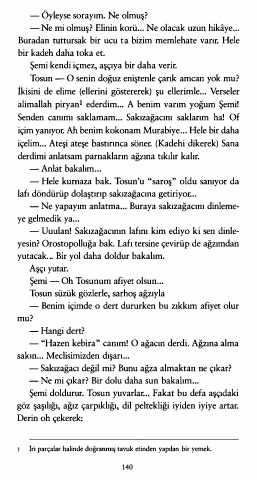 — Öyleyse sorayım. Ne olmuş?
— Ne mi olmuş? Elinin korü... Ne olacak uzun hikâye...
Buradan tuttursak bir ucu ta bizim memlehate varır. Hele
bir kadeh daha toka et.
Şemi kendi içmez, aşçıya bir daha verir.
Tosun — O senin doğuz eniştenle çarık amcan yok mu?
İkisini de elime (ellerini göstererek) şu ellerimle... Verseler
alimallah piryan¹ ederdim... A benim varım yoğum Şemi!
Senden canımı saklamam... Sakızağacını saklarım ha! Of
içim yanıyor. Ah benim kokonam Murabiye... Hele bir daha
içelim... Ateşi ateşe bastırınca söner. (Kadehi dikerek) Sana
derdimi anlatsam parnakların ağzına tıkılır kalır.
— Anlat bakalım...
— Hele kurnaza bak. Tosun'u “saroş” oldu sanıyor da
lafı döndürüp dolaştırıp sakızağacına getiriyor...
— Ne yapayım anlatma... Buraya sakızağacını dinleme-
ye gelmedik ya...
— Uuulan! Sakızağacının lafını kim ediyo ki sen dinle-
yesin? Orostopolluğa bak. Lafı tersine çevirüp de ağzımdan
yutacak... Bir yol daha doldur bakalım.
Aşçı yutar.
Şemi — Oh Tosunum afiyet olsun...
Tosun süzük gözlerle, sarhoş ağzıyla
— Benim içimde o dert dururken bu zıkkım afiyet olur
mu?
— Hangi dert?
— “Hazen kebira” canım! O ağacın derdi. Ağzına alma
sakın... Meclisimizden dışarı...
— Sakızağacı değil mi? Bunu ağza almaktan ne çıkar?
— Ne mi çıkar? Bir dolu daha sun bakalım...
Şemi doldurur. Tosun yuvarlar... Fakat bu defa aşçıdaki
göz şaşılığı, ağız çarpıklığı, dil peltekliği iyiden iyiye artar.
Derin oh çekerek:
1 İri parçalar halinde doğranmış tavuk etinden yapılan bir yemek.
140